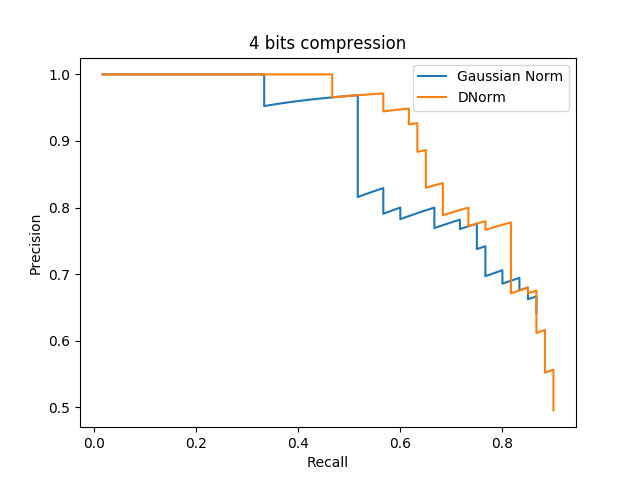 4 bits compression
Gaussian Norm
DNorm
1.0
0.9
0.8
0.7
0.6
0.5
Precision
0.0 0.2 0.4 0.6 0.8
Recall